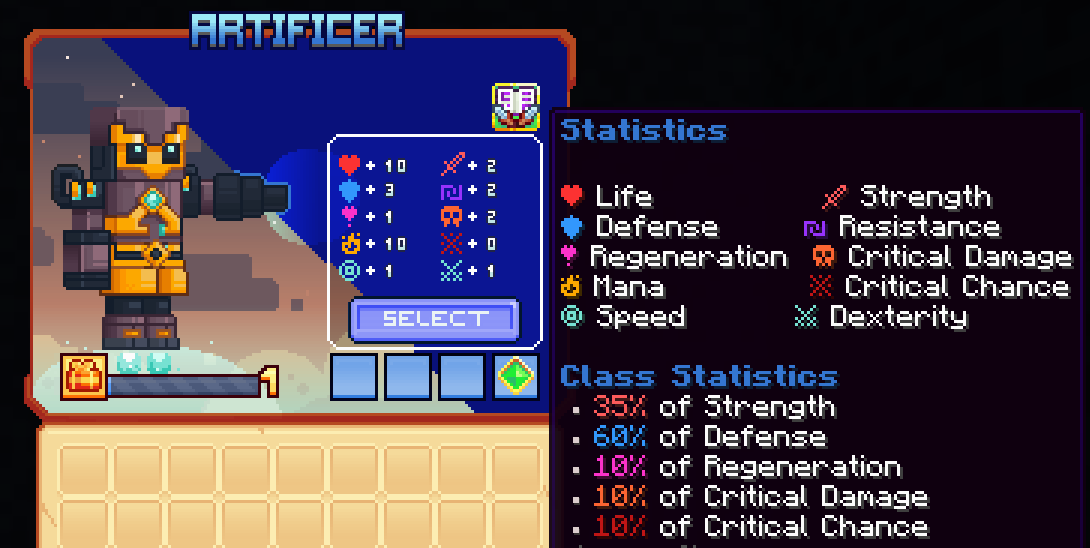 ARTIFICER
+ 10 + 2
+ 3 + 2
+ 1 + 2
+ 10 + 0
+ 1 + 1
SELECT
1
Statistics
Life Strength
Defense Resistance
Regeneration Critical Damage
Mana Critical Chance
Speed Dexterity
Class Statistics
35% of Strength
60% of Defense
10% of Regeneration
10% of Critical Damage
10% of Critical Chance